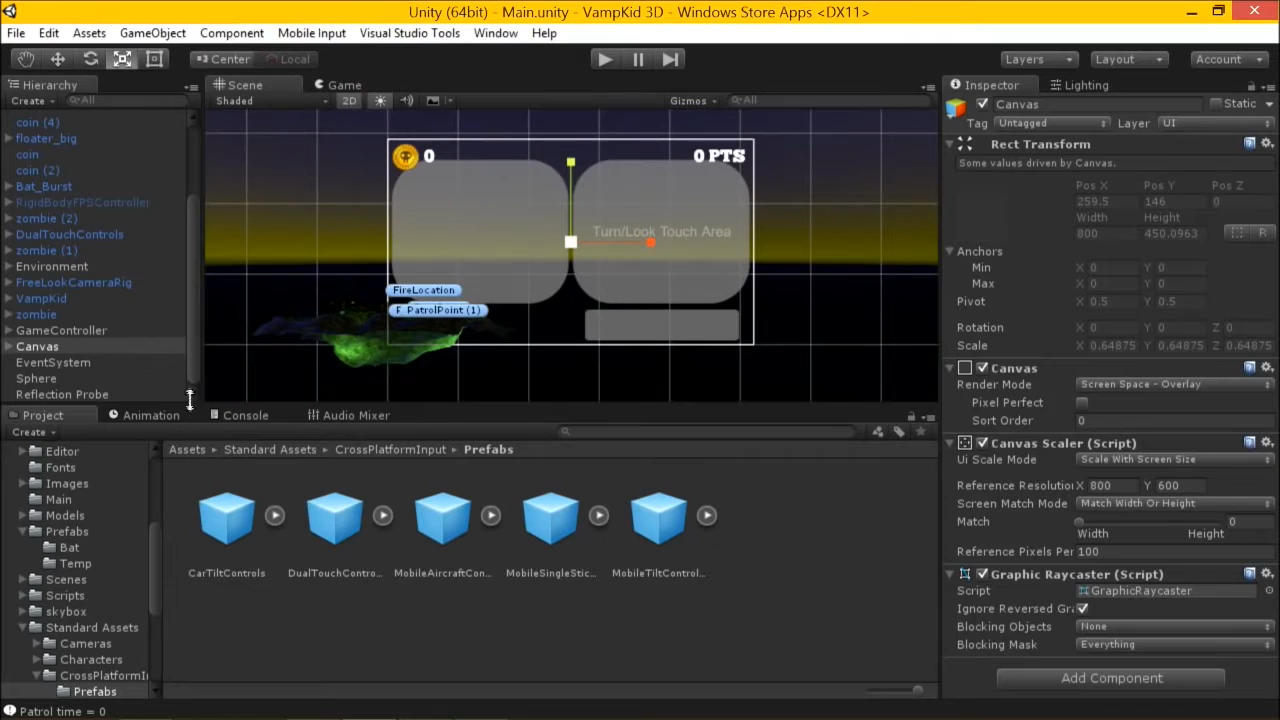 Unity (64bit) - Main.unity - VampKid 3D - Windows Store Apps <DX11>
File Edit Assets GameObject Component Mobile Input Visual Studio Tools Window Help
Center Local Layers Layout Account
Hierarchy
Create All
coin (4)
floater_big
coin
coin (2)
Bat_Burst
RigidBodyFPSController
zombie (2)
DualTouchControls
zombie (1)
Environment
FreeLookCameraRig
VampKid
zombie
GameController
Canvas
EventSystem
Sphere
Reflection Probe
Scene Game
Shaded 2D Gizmos All
0 0 PTS
Turn/Look Touch Area
FireLocation
F PatrolPoint (1)
Project Animation Console Audio Mixer
Create
Editor
Fonts
Images
Main
Models
Prefabs
Bat
Temp
Scenes
Scripts
skybox
Standard Assets
Cameras
Characters
CrossPlatformI
Prefabs
Assets Standard Assets CrossPlatformInput Prefabs
CarTiltControls DualTouchContro... MobileAircraftCon... MobileSingleStic... MobileTiltControl...
Inspector Lighting
Canvas Static
Tag Untagged Layer UI
Rect Transform
Some values driven by Canvas.
Pos X Pos Y Pos Z
259.5 146 0
Width Height
800 450.0963 R
Anchors
Min X 0 Y 0
Max X 0 Y 0
Pivot X 0.5 Y 0.5
Rotation X 0 Y 0 Z 0
Scale X 0.64875 Y 0.64875 Z 0.64875
Canvas
Render Mode Screen Space - Overlay
Pixel Perfect
Sort Order 0
Canvas Scaler (Script)
Ui Scale Mode Scale With Screen Size
Reference Resolution X 800 Y 600
Screen Match Mode Match Width Or Height
Match 0
Width Height
Reference Pixels Per 100
Graphic Raycaster (Script)
Script GraphicRaycaster
Ignore Reversed Gra
Blocking Objects None
Blocking Mask Everything
Add Component
Patrol time = 0